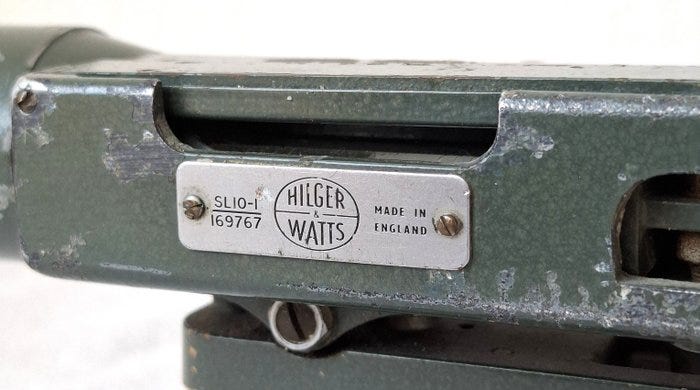 SL10-1
169767
HILGER
&
WATTS
MADE IN
ENGLAND